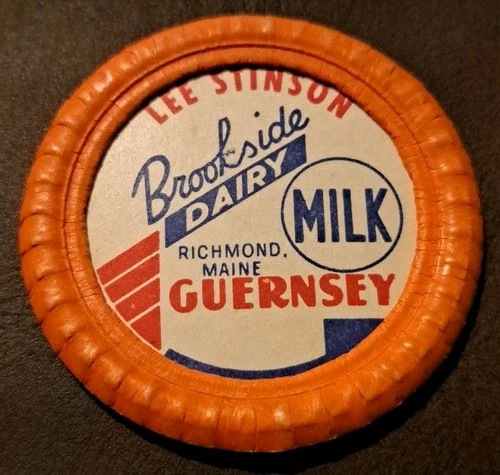 LEE STINSON
Brookside
DAIRY
MILK
RICHMOND.
MAINE
GUERNSEY